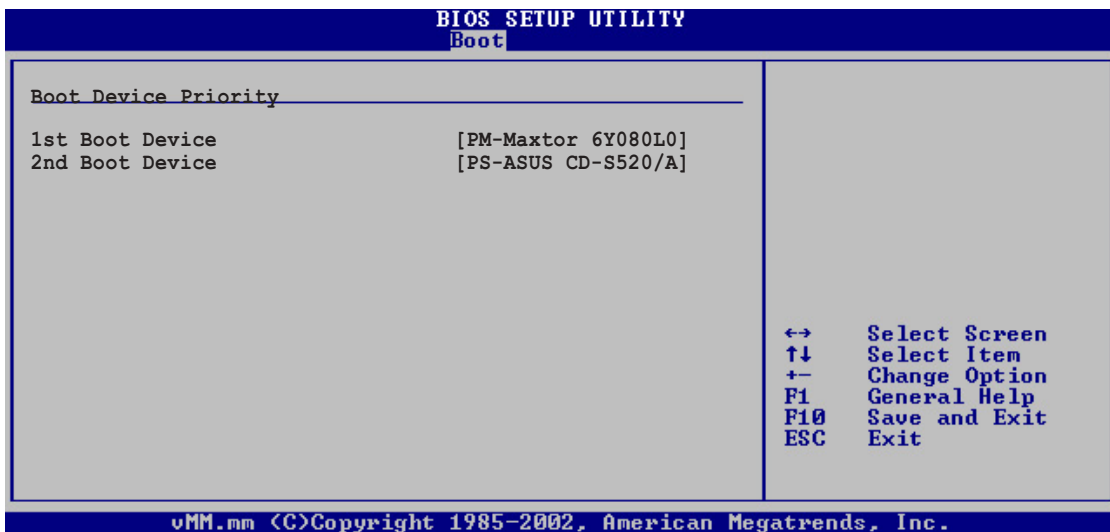 BIOS SETUP UTILITY
Boot
Boot Device Priority
1st Boot Device [PM-Maxtor 6Y080L0]
2nd Boot Device [PS-ASUS CD-S520/A]
←→ Select Screen
↑↓ Select Item
+- Change Option
F1 General Help
F10 Save and Exit
ESC Exit
vMM.mm (C)Copyright 1985-2002, American Megatrends, Inc.